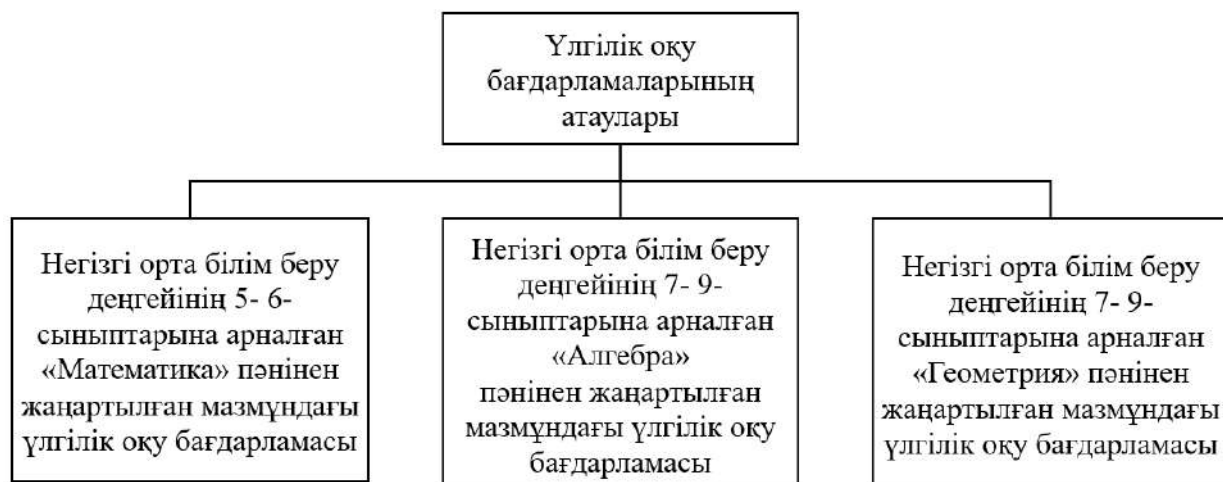 Үлгілік оқу
бағдарламаларының
атаулары
Негізгі орта білім беру
деңгейінің 5- 6-
сыныптарына арналған
«Математика» пәнінен
жаңартылған мазмұндағы
үлгілік оқу бағдарламасы
Негізгі орта білім беру
деңгейінің 7- 9-
сыныптарына арналған
«Алгебра»
пәнінен жаңартылған
мазмұндағы үлгілік оқу
бағдарламасы
Негізгі орта білім беру
деңгейінің 7- 9-
сыныптарына арналған
«Геометрия» пәнінен
жаңартылған мазмұндағы
үлгілік оқу бағдарламасы